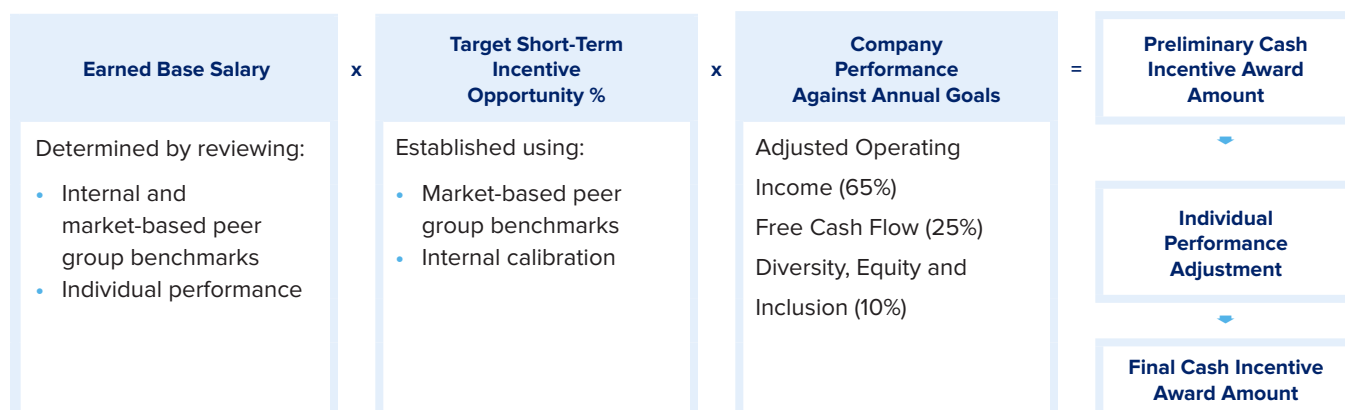 Earned Base Salary
x
Target Short-Term
Incentive
Opportunity %
x
Company
Performance
Against Annual Goals
=
Preliminary Cash
Incentive Award
Amount
Determined by reviewing:
• Internal and
market-based peer
group benchmarks
• Individual performance
Established using:
• Market-based peer
group benchmarks
• Internal calibration
Adjusted Operating
Income (65%)
Free Cash Flow (25%)
Diversity, Equity and
Inclusion (10%)
Individual
Performance
Adjustment
Final Cash Incentive
Award Amount